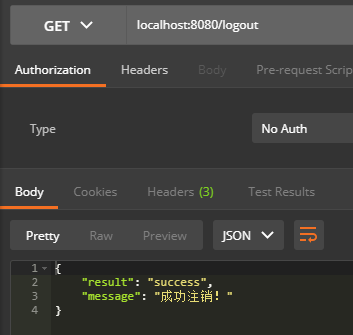 GET localhost:8080/logout
Authorization Headers Body Pre-request Scrip
Type No Auth
Body Cookies Headers (3) Test Results
Pretty Raw Preview JSON
1 {
2 "result": "success",
3 "message": "成功注销！"
4 }